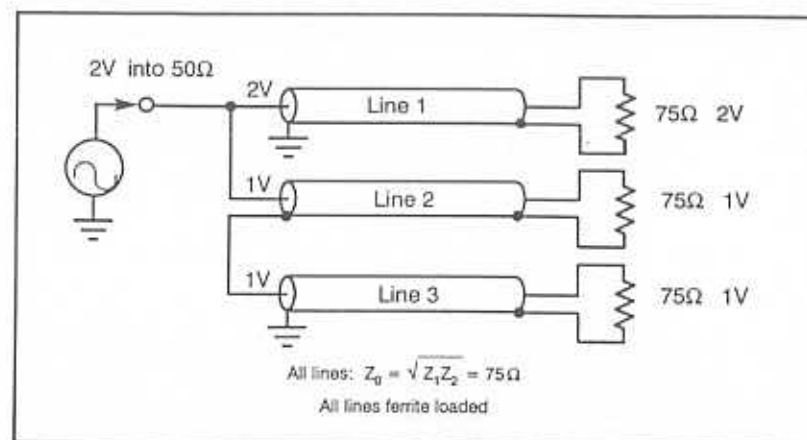 2V into 50Ω
2V
Line 1
75Ω 2V
1V
Line 2
75Ω 1V
1V
Line 3
75Ω 1V
All lines: Z₀ = √Z₁Z₂ = 75Ω
All lines ferrite loaded